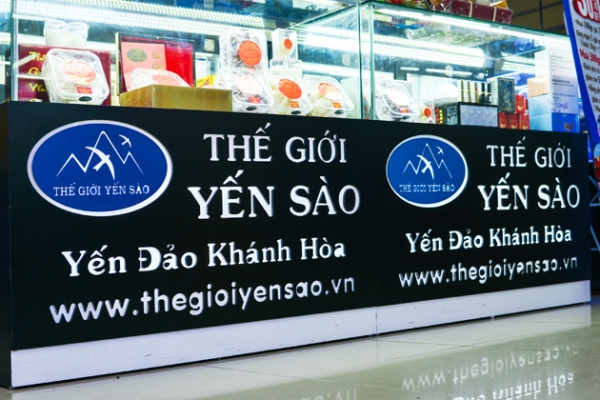 THẾ GIỚI YẾN SÀO
THẾ GIỚI
YẾN SÀO
Yến Đảo Khánh Hòa
www.thegioiyensao.vn
THẾ GIỚI YẾN SÀO
THẾ GIỚI
YẾN SÀO
Yến Đảo Khánh Hòa
www.thegioiyensao.vn